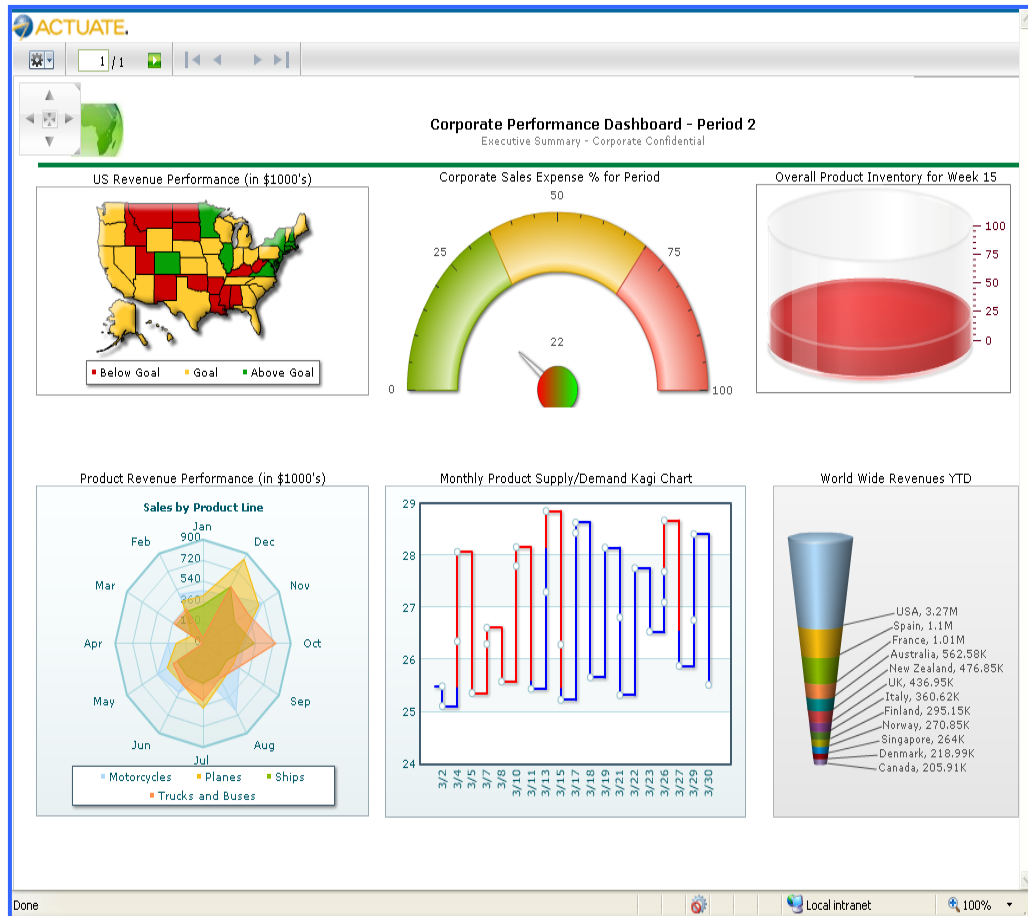 ACTUATE.
1 / 1
Corporate Performance Dashboard - Period 2
Executive Summary - Corporate Confidential
US Revenue Performance (in $1000's)
Below Goal
Goal
Above Goal
Corporate Sales Expense % for Period
0
25
50
75
100
22
Overall Product Inventory for Week 15
100
75
50
25
0
Product Revenue Performance (in $1000's)
Sales by Product Line
Jan
Dec
Nov
Oct
Sep
Aug
Jul
Jun
May
Apr
Mar
Feb
900
720
540
360
180
0
Motorcycles
Planes
Ships
Trucks and Buses
Monthly Product Supply/Demand Kagi Chart
29
28
27
26
25
24
3/2
3/4
3/5
3/7
3/8
3/10
3/11
3/13
3/15
3/17
3/18
3/19
3/21
3/22
3/23
3/26
3/27
3/29
3/30
World Wide Revenues YTD
USA, 3.27M
Spain, 1.1M
France, 1.01M
Australia, 562.58K
New Zealand, 476.85K
UK, 436.95K
Italy, 360.62K
Finland, 295.15K
Norway, 270.85K
Singapore, 264K
Denmark, 218.99K
Canada, 205.91K
Done
Local intranet
100%